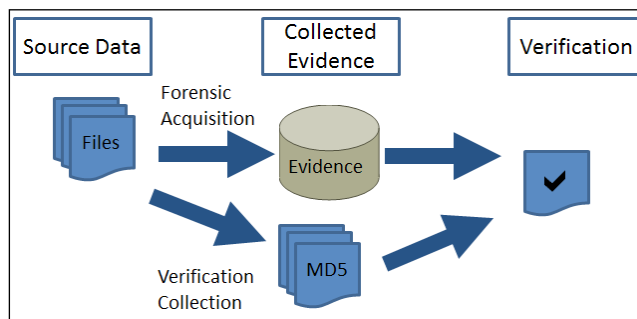 Source Data
Collected
Evidence
Verification
Forensic
Acquisition
Files
Evidence
MD5
Verification
Collection